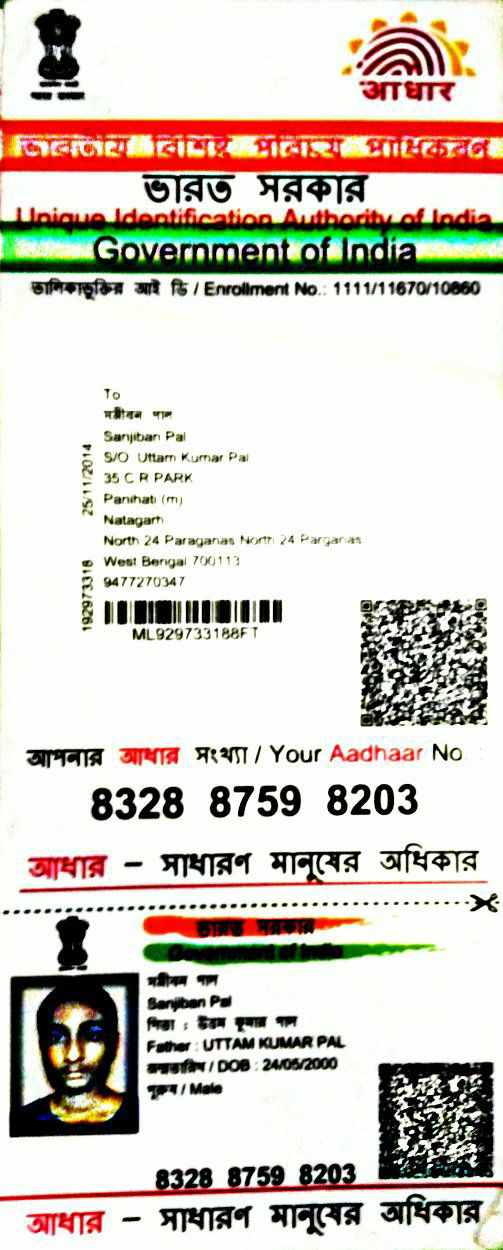 आधार
ভারতীয় বিশিষ্ট পরিচয় প্রাধিকরণ
ভারত সরকার
Unique Identification Authority of India
Government of India
তালিকাভুক্তির আই ডি / Enrollment No.: 1111/11670/10860
To
সঞ্জীবন পাল
Sanjiban Pal
S/O Uttam Kumar Pal
35 C R PARK
Panihati (m)
Natagarh
North 24 Paraganas North 24 Parganas
West Bengal 700113
9477270347
25/11/2014
192973318
ML929733188FT
আপনার আধার সংখ্যা / Your Aadhaar No. :
8328 8759 8203
আধার – সাধারণ মানুষের অধিকার
ভারত সরকার
Government of India
সঞ্জীবন পাল
Sanjiban Pal
পিতা : উত্তম কুমার পাল
Father : UTTAM KUMAR PAL
জন্মতারিখ / DOB : 24/05/2000
পুরুষ / Male
8328 8759 8203
আধার – সাধারণ মানুষের অধিকার